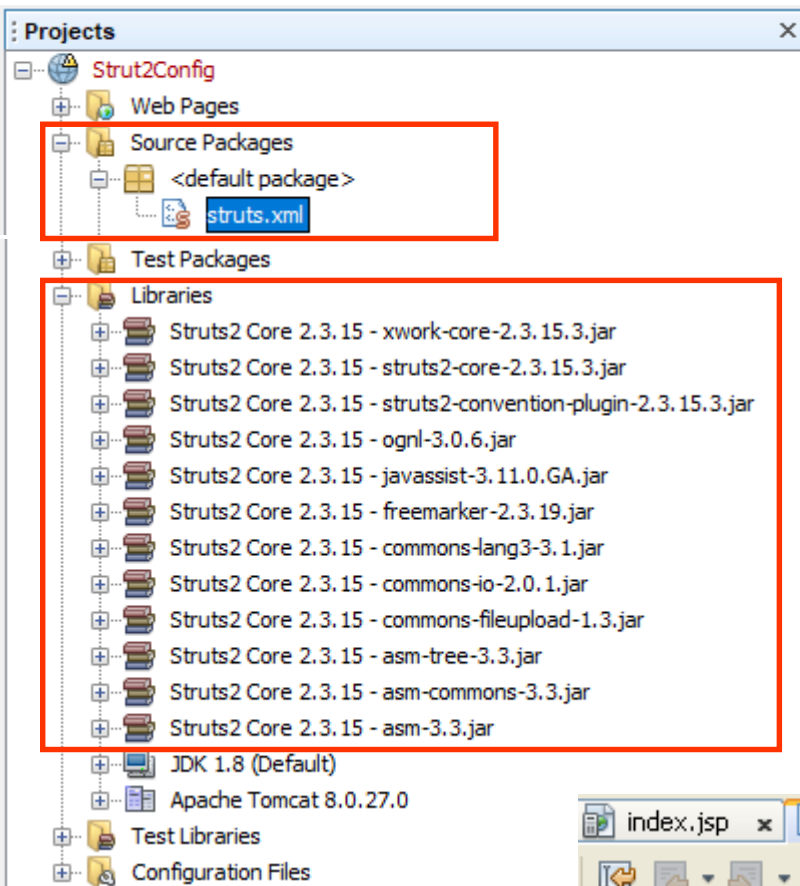 Projects
Strut2Config
Web Pages
Source Packages
<default package>
struts.xml
Test Packages
Libraries
Struts2 Core 2.3.15 - xwork-core-2.3.15.3.jar
Struts2 Core 2.3.15 - struts2-core-2.3.15.3.jar
Struts2 Core 2.3.15 - struts2-convention-plugin-2.3.15.3.jar
Struts2 Core 2.3.15 - ognl-3.0.6.jar
Struts2 Core 2.3.15 - javassist-3.11.0.GA.jar
Struts2 Core 2.3.15 - freemarker-2.3.19.jar
Struts2 Core 2.3.15 - commons-lang3-3.1.jar
Struts2 Core 2.3.15 - commons-io-2.0.1.jar
Struts2 Core 2.3.15 - commons-fileupload-1.3.jar
Struts2 Core 2.3.15 - asm-tree-3.3.jar
Struts2 Core 2.3.15 - asm-commons-3.3.jar
Struts2 Core 2.3.15 - asm-3.3.jar
JDK 1.8 (Default)
Apache Tomcat 8.0.27.0
index.jsp
Test Libraries
Configuration Files